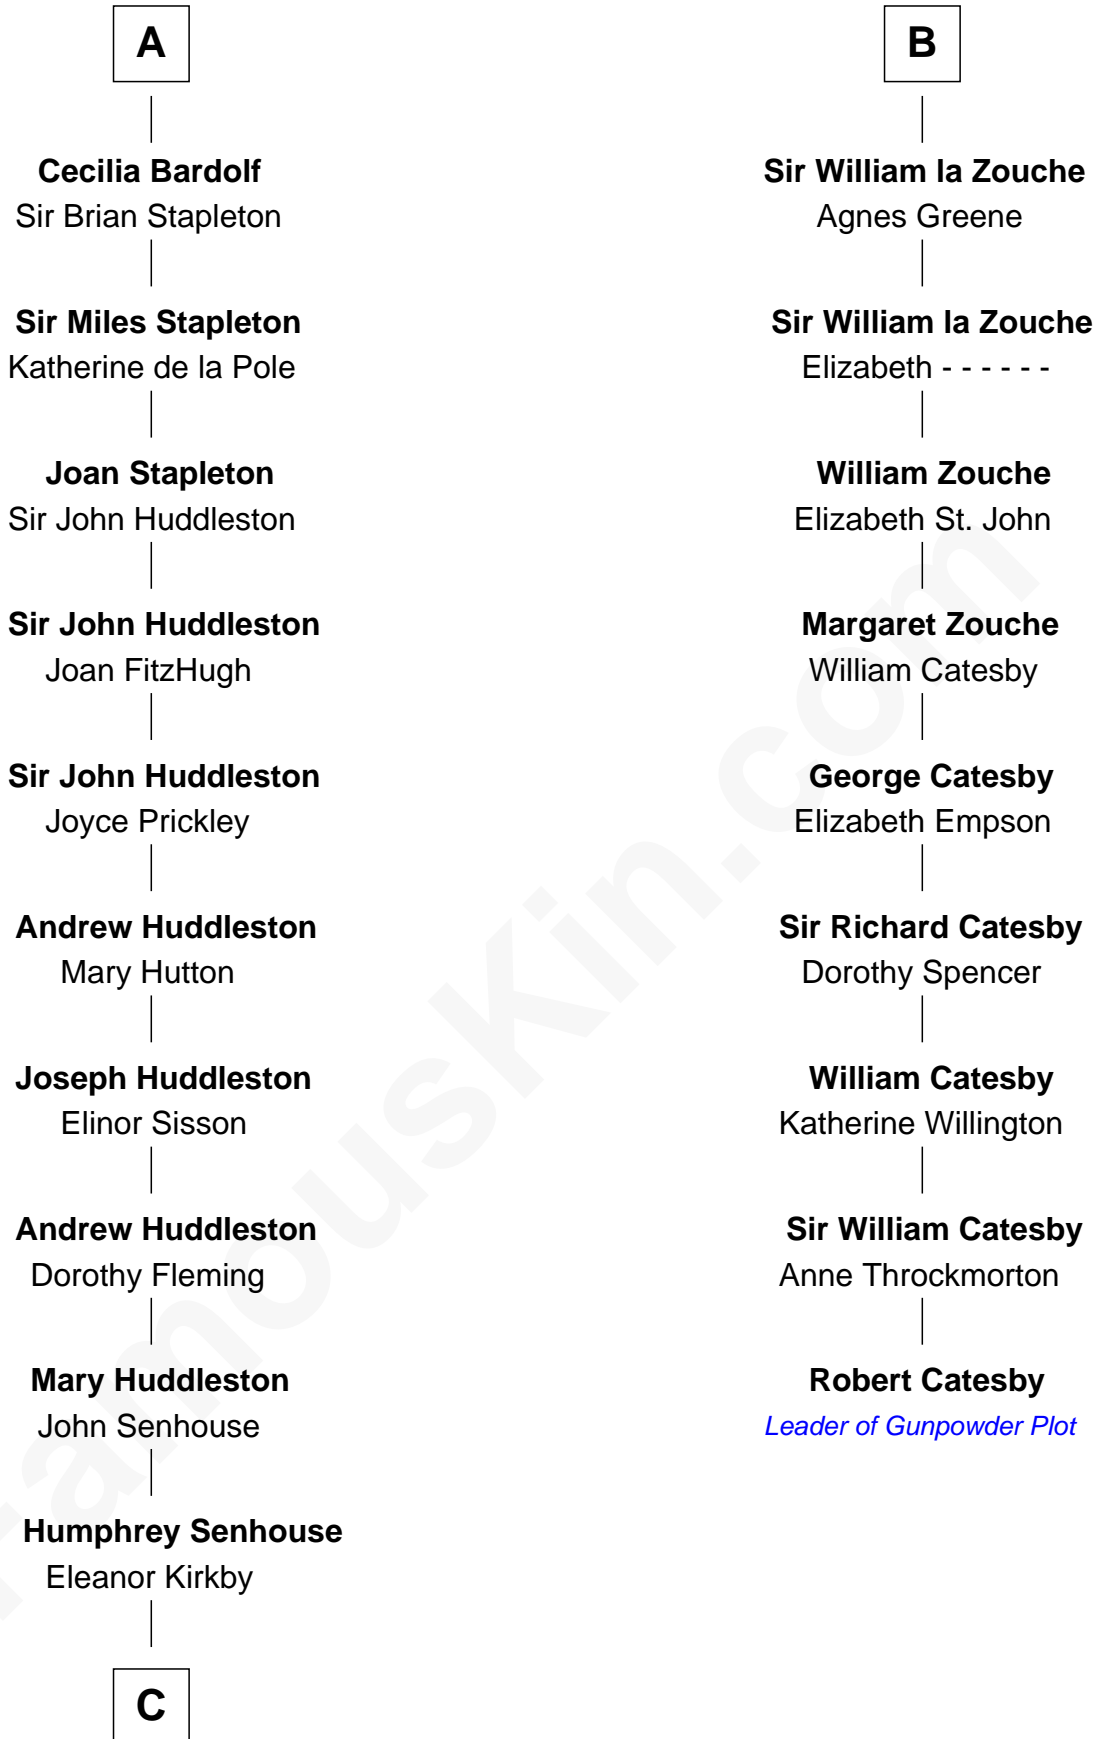 A
Cecilia Bardolf
Sir Brian Stapleton
Sir Miles Stapleton
Katherine de la Pole
Joan Stapleton
Sir John Huddleston
Sir John Huddleston
Joan FitzHugh
Sir John Huddleston
Joyce Prickley
Andrew Huddleston
Mary Hutton
Joseph Huddleston
Elinor Sisson
Andrew Huddleston
Dorothy Fleming
Mary Huddleston
John Senhouse
Humphrey Senhouse
Eleanor Kirkby
C
B
Sir William la Zouche
Agnes Greene
Sir William la Zouche
Elizabeth - - - - - -
William Zouche
Elizabeth St. John
Margaret Zouche
William Catesby
George Catesby
Elizabeth Empson
Sir Richard Catesby
Dorothy Spencer
William Catesby
Katherine Willington
Sir William Catesby
Anne Throckmorton
Robert Catesby
Leader of Gunpowder Plot
FamousKin.com